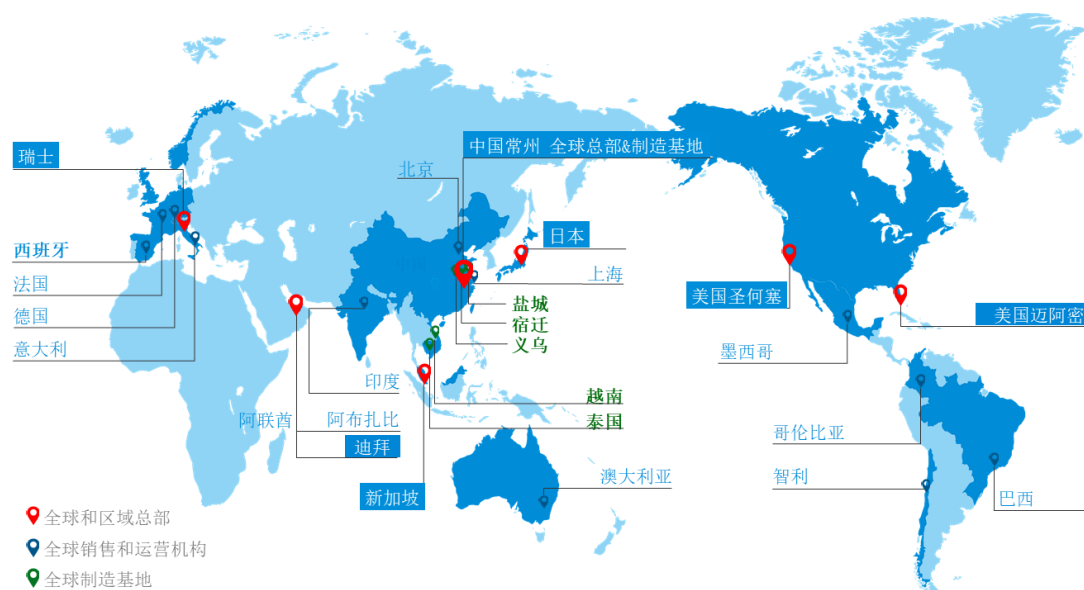 瑞士
西班牙
法国
德国
意大利
北京
中国常州 全球总部&制造基地
日本
上海
盐城
宿迁
义乌
印度
阿联酋
阿布扎比
迪拜
越南
泰国
新加坡
澳大利亚
美国圣何塞
美国迈阿密
墨西哥
哥伦比亚
智利
巴西
全球和区域总部
全球销售和运营机构
全球制造基地